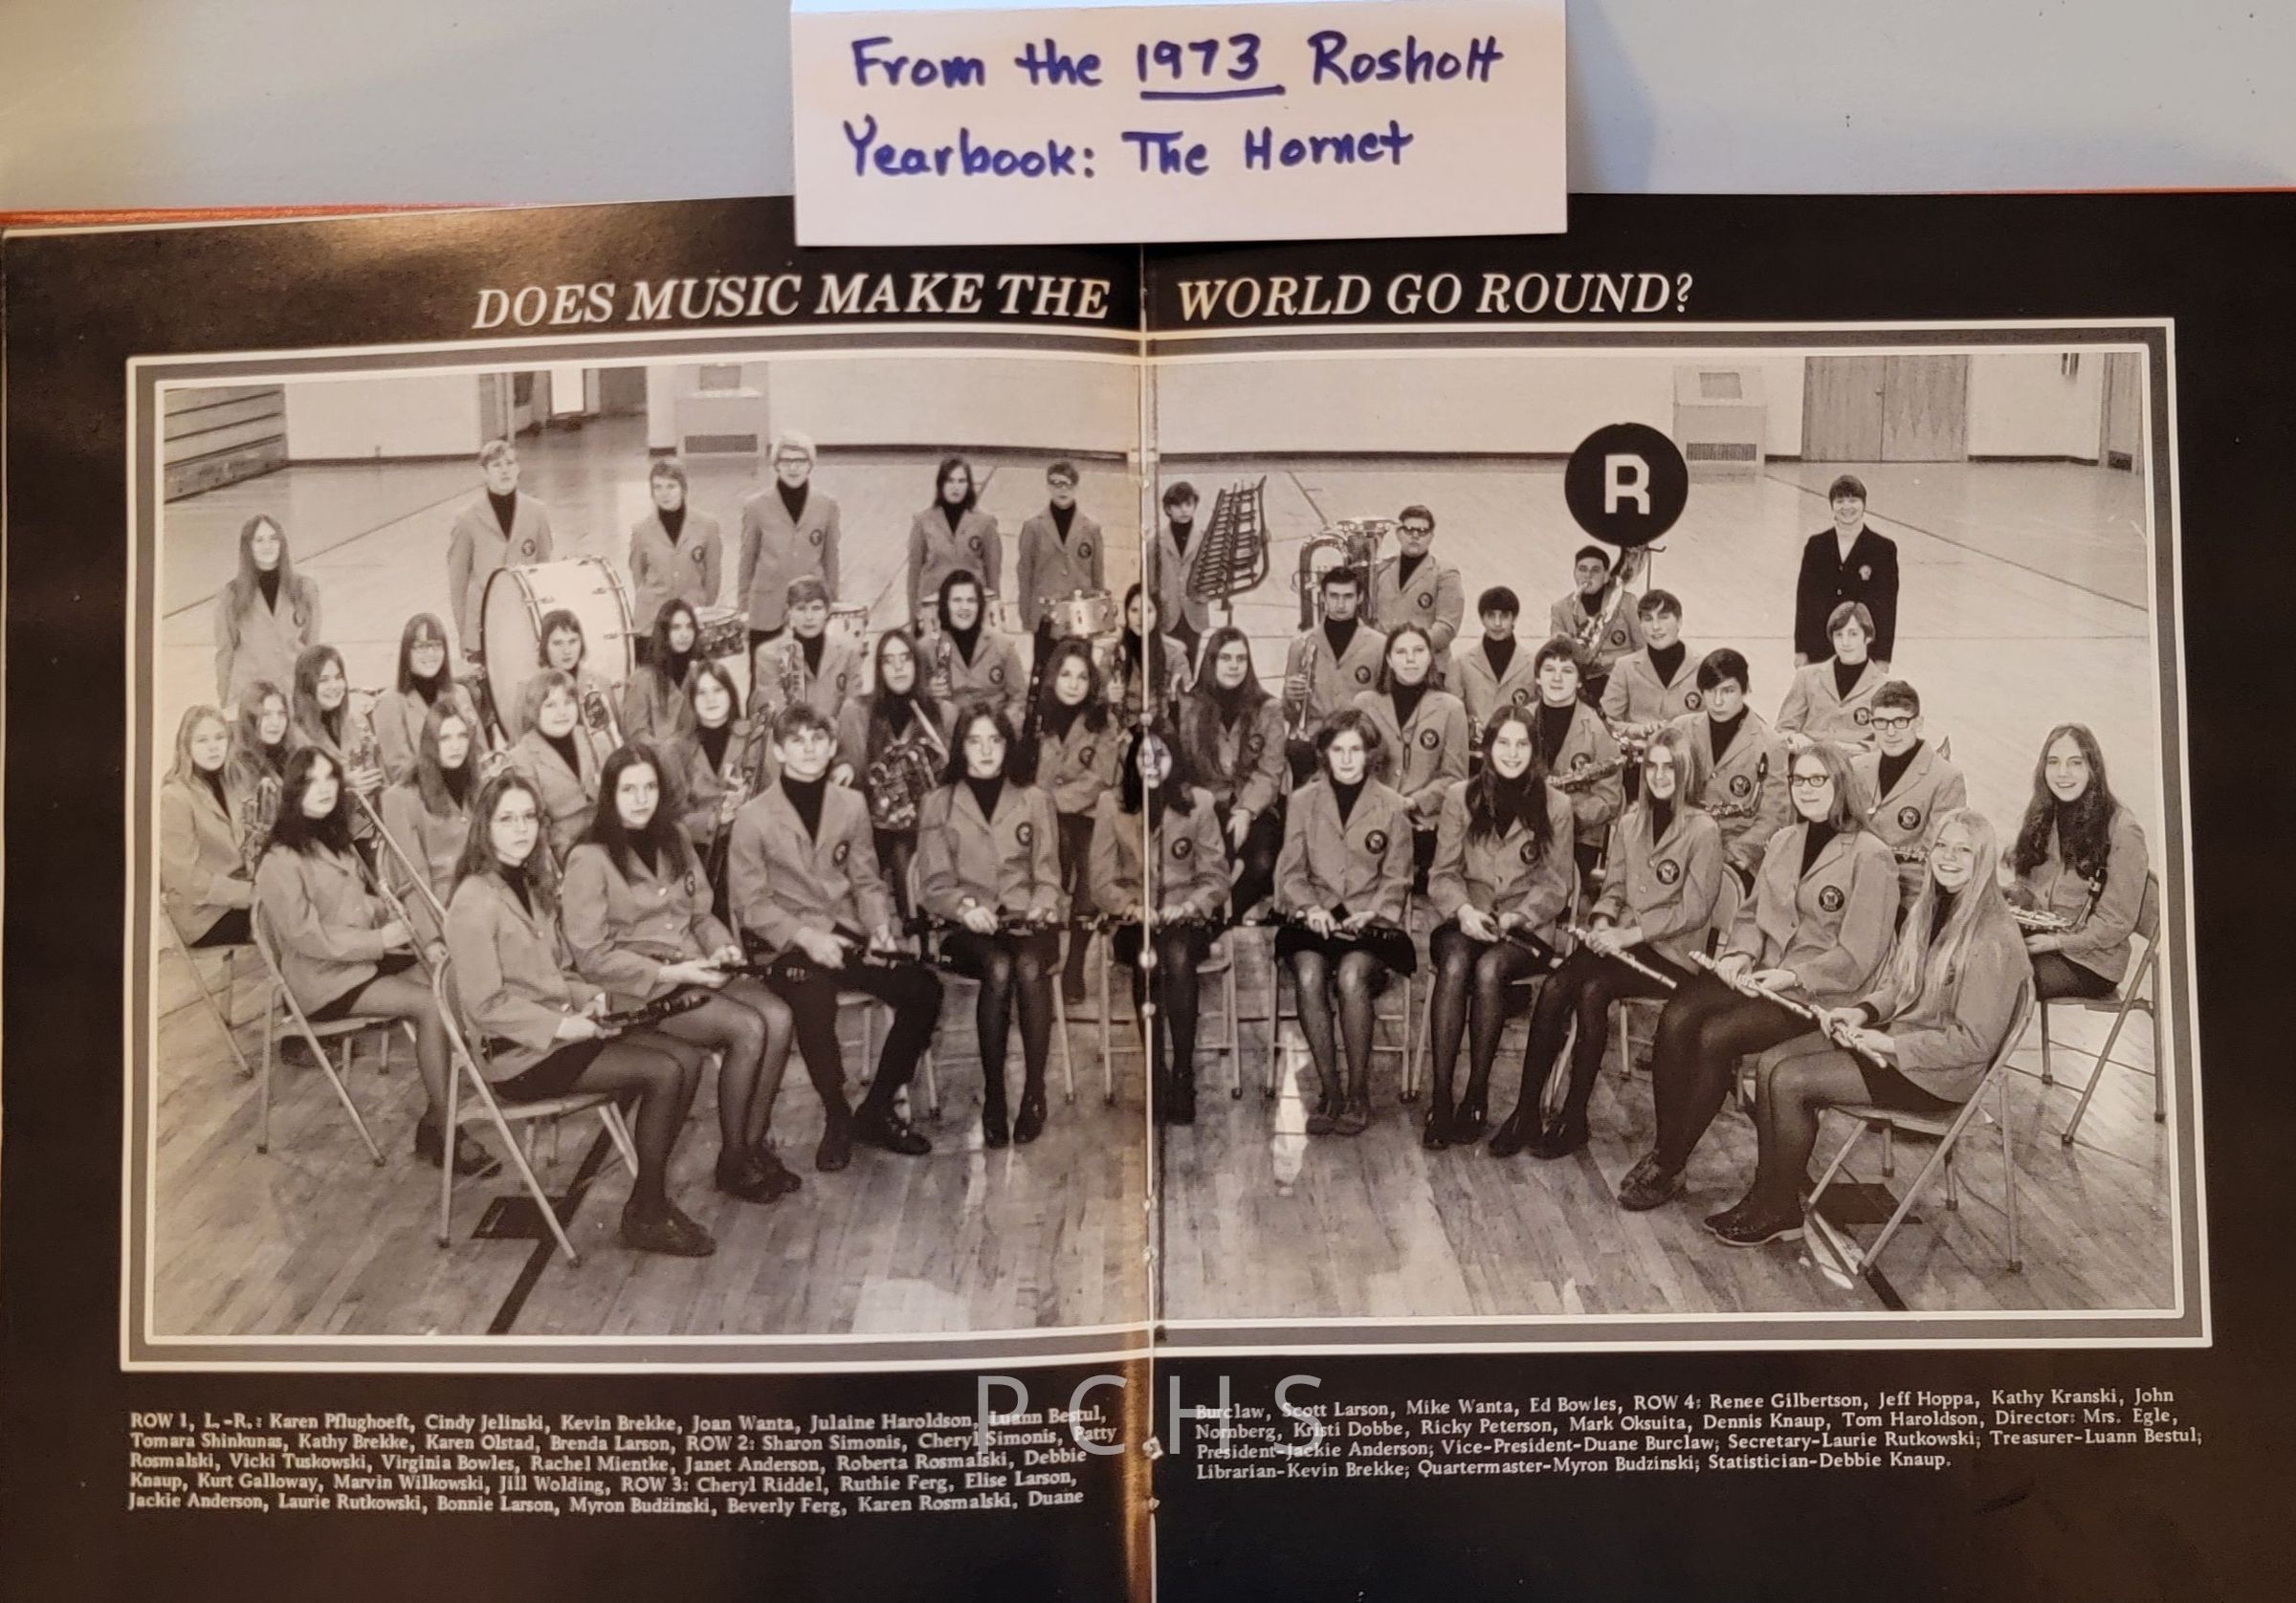 From the 1973 Rosholt
Yearbook: The Hornet
DOES MUSIC MAKE THE WORLD GO ROUND?
R
ROW 1, L.-R.: Karen Pflughoeft, Cindy Jelinski, Kevin Brekke, Joan Wanta, Julaine Haroldson, Luann Bestul,
Tomara Shinkunas, Kathy Brekke, Karen Olstad, Brenda Larson, ROW 2: Sharon Simonis, Cheryl Simonis, Patty
Rosmalski, Vicki Tuskowski, Virginia Bowles, Rachel Mientke, Janet Anderson, Roberta Rosmalski, Debbie
Knaup, Kurt Galloway, Marvin Wilkowski, Jill Wolding, ROW 3: Cheryl Riddel, Ruthie Ferg, Elise Larson,
Jackie Anderson, Laurie Rutkowski, Bonnie Larson, Myron Budzinski, Beverly Ferg, Karen Rosmalski, Duane
Burclaw, Scott Larson, Mike Wanta, Ed Bowles, ROW 4: Renee Gilbertson, Jeff Hoppa, Kathy Kranski, John
Nornberg, Kristi Dobbe, Ricky Peterson, Mark Oksuita, Dennis Knaup, Tom Haroldson, Director: Mrs. Egle,
President-Jackie Anderson; Vice-President-Duane Burclaw; Secretary-Laurie Rutkowski; Treasurer-Luann Bestul;
Librarian-Kevin Brekke; Quartermaster-Myron Budzinski; Statistician-Debbie Knaup.
PCHS